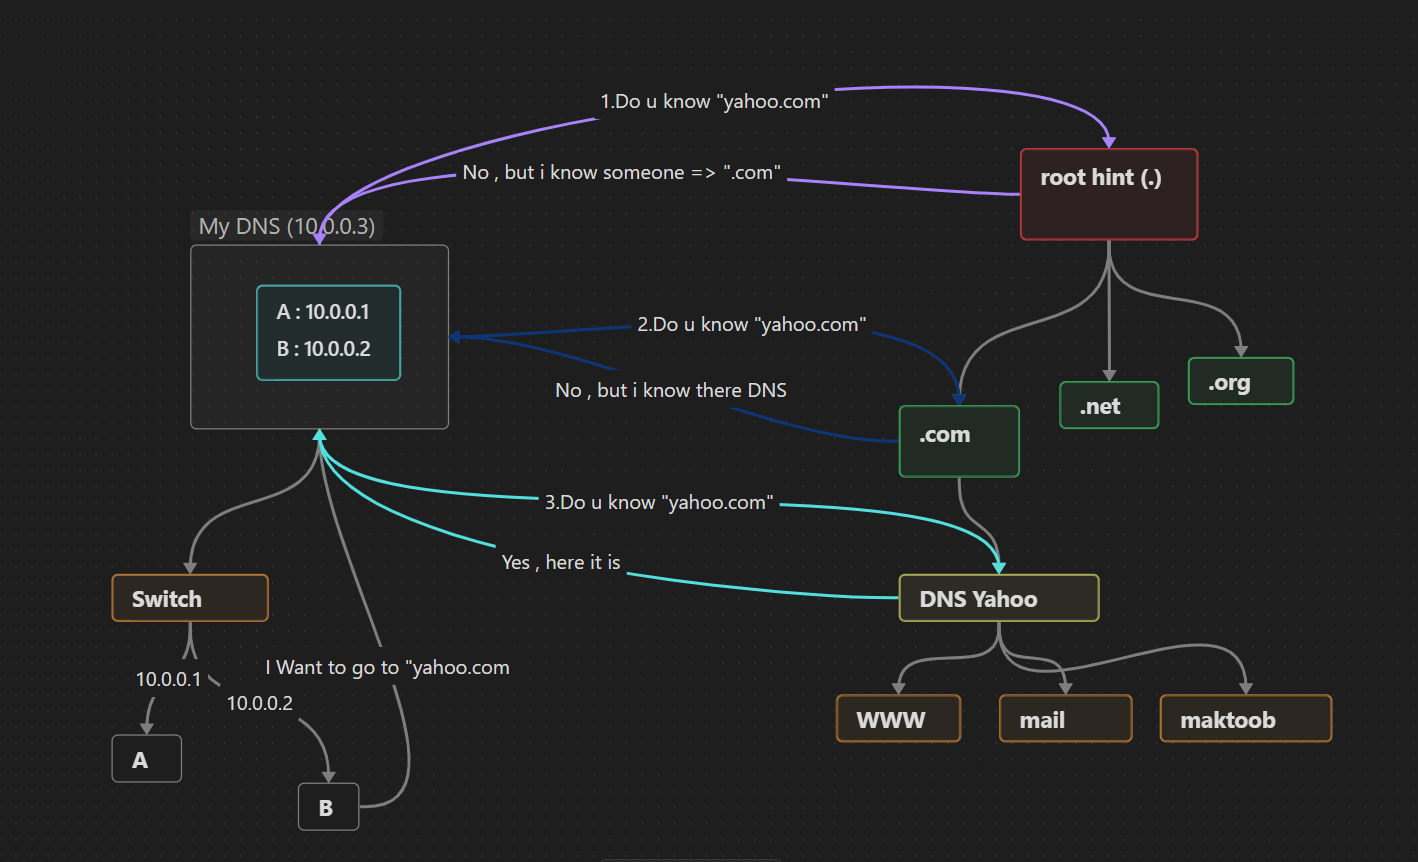 1.Do u know "yahoo.com"
No , but i know someone => ".com"
root hint (.)
My DNS (10.0.0.3)
A : 10.0.0.1
B : 10.0.0.2
2.Do u know "yahoo.com"
No , but i know there DNS
.org
.net
.com
3.Do u know "yahoo.com"
Yes , here it is
Switch
DNS Yahoo
I Want to go to "yahoo.com
10.0.0.1
10.0.0.2
WWW
mail
maktoob
A
B